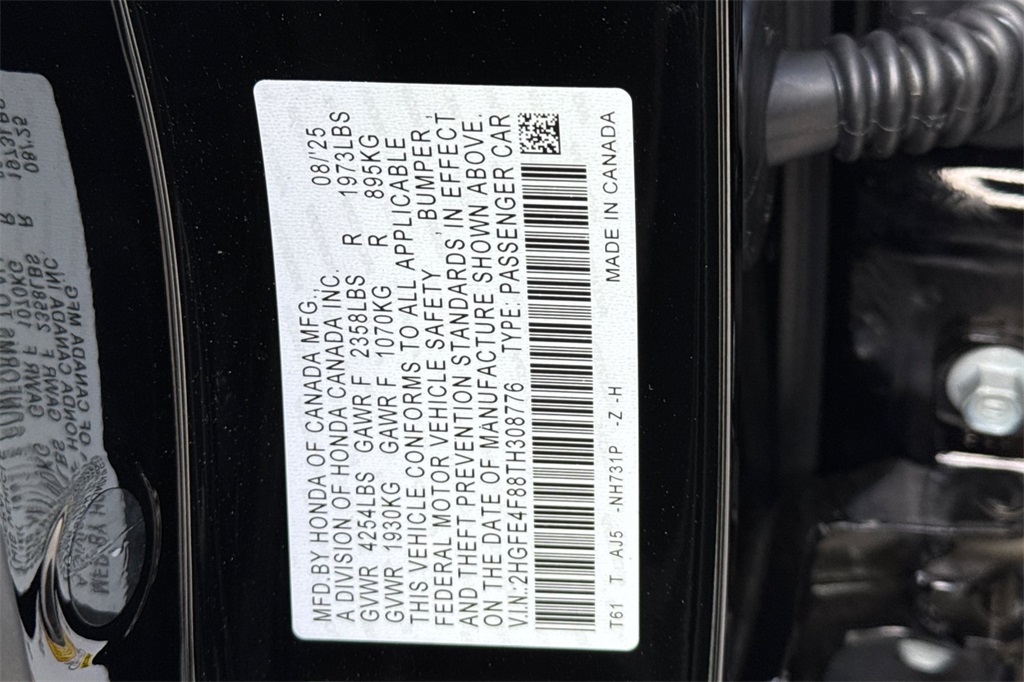 MFD.BY HONDA OF CANADA MFG., 08/'25
A DIVISION OF HONDA CANADA INC.
GVWR 4254LBS GAWR F 2358LBS R 1973LBS
GVWR 1930KG GAWR F 1070KG R 895KG
THIS VEHICLE CONFORMS TO ALL APPLICABLE
FEDERAL MOTOR VEHICLE SAFETY , BUMPER ,
AND THEFT PREVENTION STANDARDS IN EFFECT
ON THE DATE OF MANUFACTURE SHOWN ABOVE.
V.I.N.:2HGFE4F88TH308776 TYPE: PASSENGER CAR
T61 T AJ5 -NH731P -Z -H MADE IN CANADA